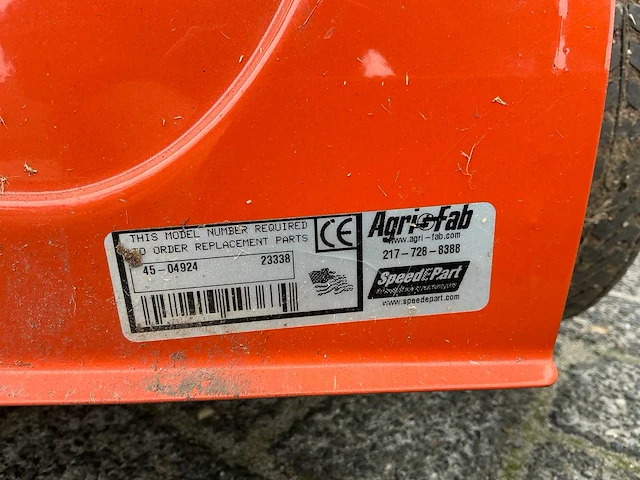 THIS MODEL NUMBER REQUIRED
TO ORDER REPLACEMENT PARTS
45-04924 23338
CE
Agri-Fab
www.agri-fab.com
217-728-8388
SpeedEPart
www.speedepart.com